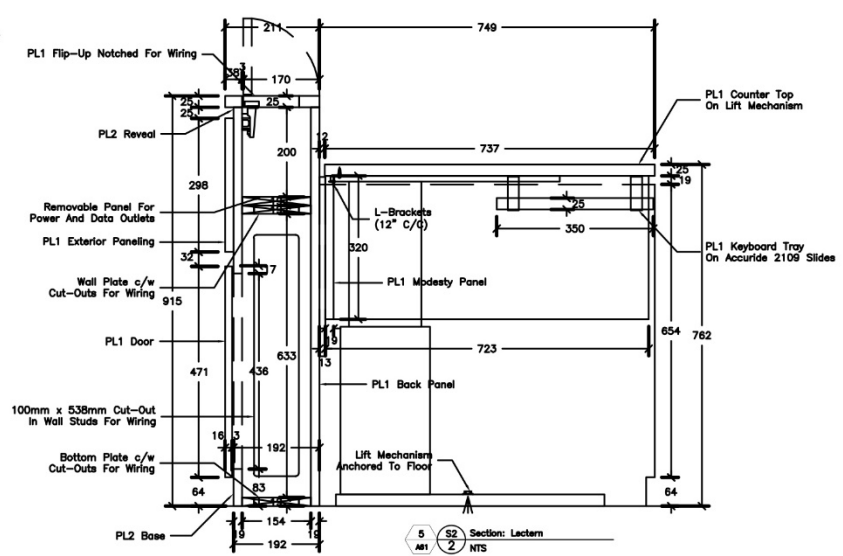 211
749
PL1 Flip-Up Notched For Wiring
38
3
170
PL1 Counter Top
On Lift Mechanism
25
25
25
PL2 Reveal
12
737
200
25
19
298
Removable Panel For
Power And Data Outlets
L-Brackets
(12" C/C)
25
350
PL1 Exterior Paneling
320
PL1 Keyboard Tray
On Accuride 2109 Slides
32
7
Wall Plate c/w
Cut-Outs For Wiring
PL1 Modesty Panel
915
654
762
PL1 Door
19
723
13
633
471
436
PL1 Back Panel
100mm x 538mm Cut-Out
In Wall Studs For Wiring
16
3
192
Bottom Plate c/w
Cut-Outs For Wiring
Lift Mechanism
Anchored To Floor
64
83
64
PL2 Base
19
154
19
192
5
A61
S2
2
Section: Lectern
NTS